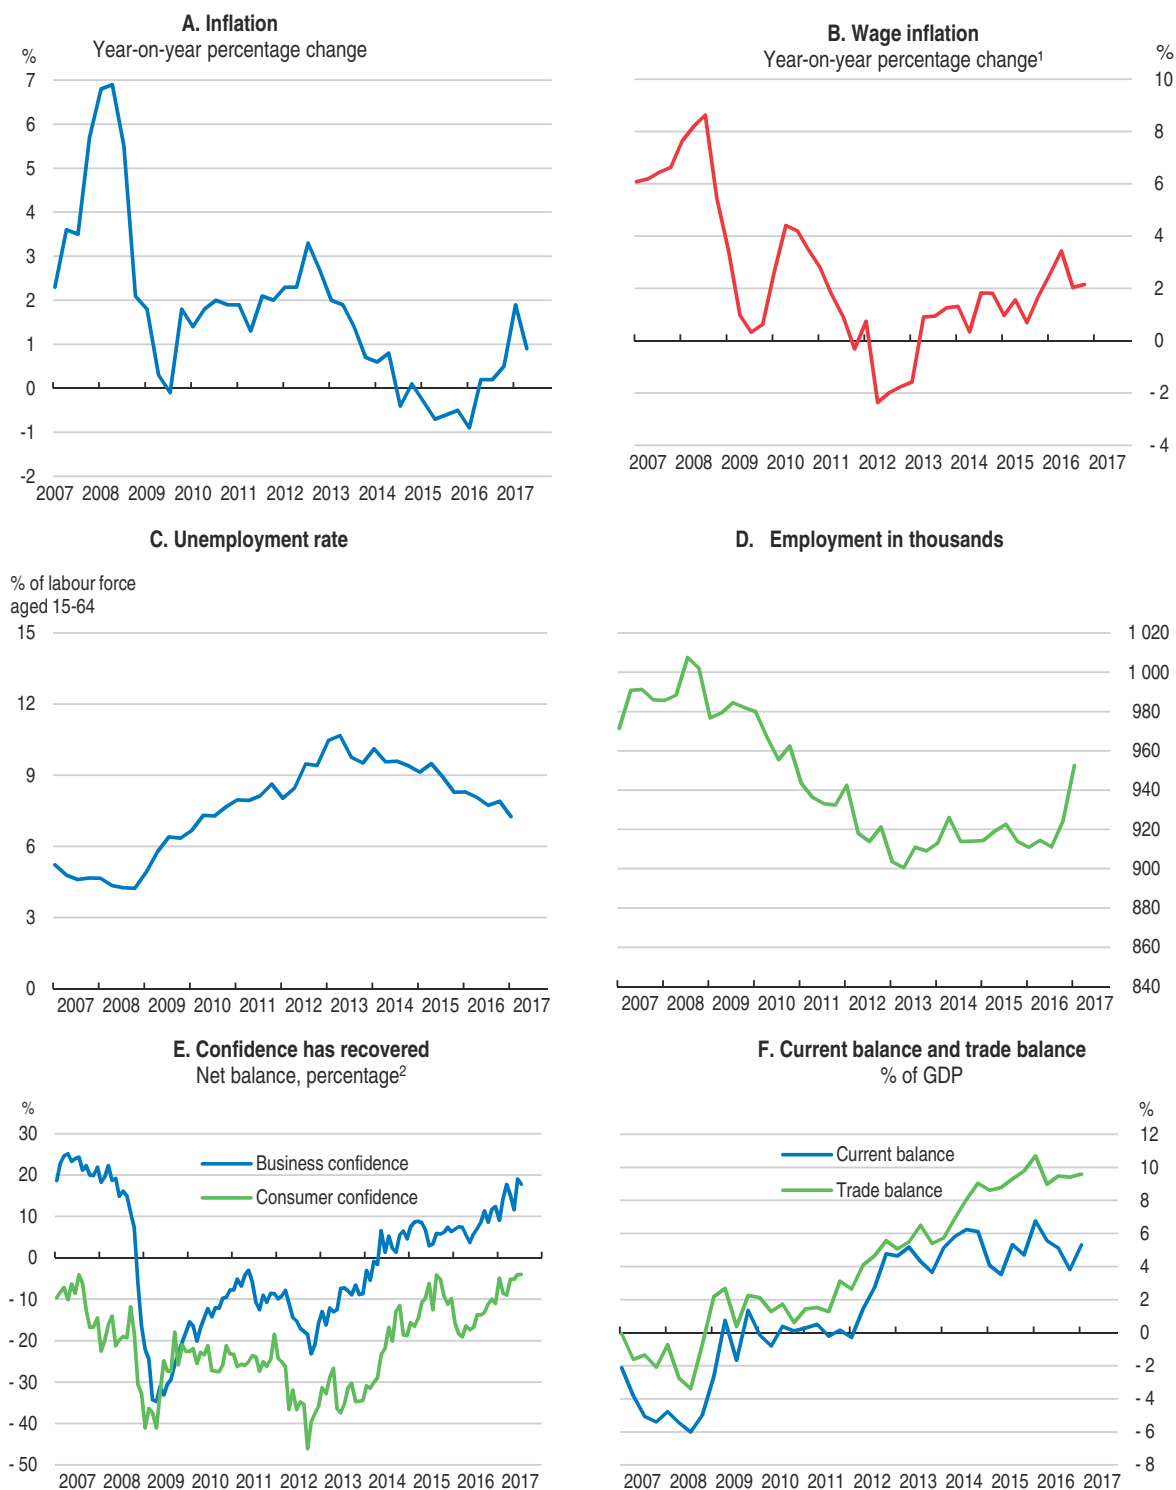 A. Inflation
Year-on-year percentage change
%
7
6
5
4
3
2
1
0
-1
-2
2007 2008 2009 2010 2011 2012 2013 2014 2015 2016 2017
B. Wage inflation
Year-on-year percentage change¹
%
10
8
6
4
2
0
- 2
- 4
2007 2008 2009 2010 2011 2012 2013 2014 2015 2016 2017
C. Unemployment rate
% of labour force
aged 15-64
15
12
9
6
3
0
2007 2008 2009 2010 2011 2012 2013 2014 2015 2016 2017
D. Employment in thousands
1 020
1 000
980
960
940
920
900
880
860
840
2007 2008 2009 2010 2011 2012 2013 2014 2015 2016 2017
E. Confidence has recovered
Net balance, percentage²
%
30
20
10
0
- 10
- 20
- 30
- 40
- 50
Business confidence
Consumer confidence
2007 2008 2009 2010 2011 2012 2013 2014 2015 2016 2017
F. Current balance and trade balance
% of GDP
%
12
10
8
6
4
2
0
- 2
- 4
- 6
- 8
Current balance
Trade balance
2007 2008 2009 2010 2011 2012 2013 2014 2015 2016 2017